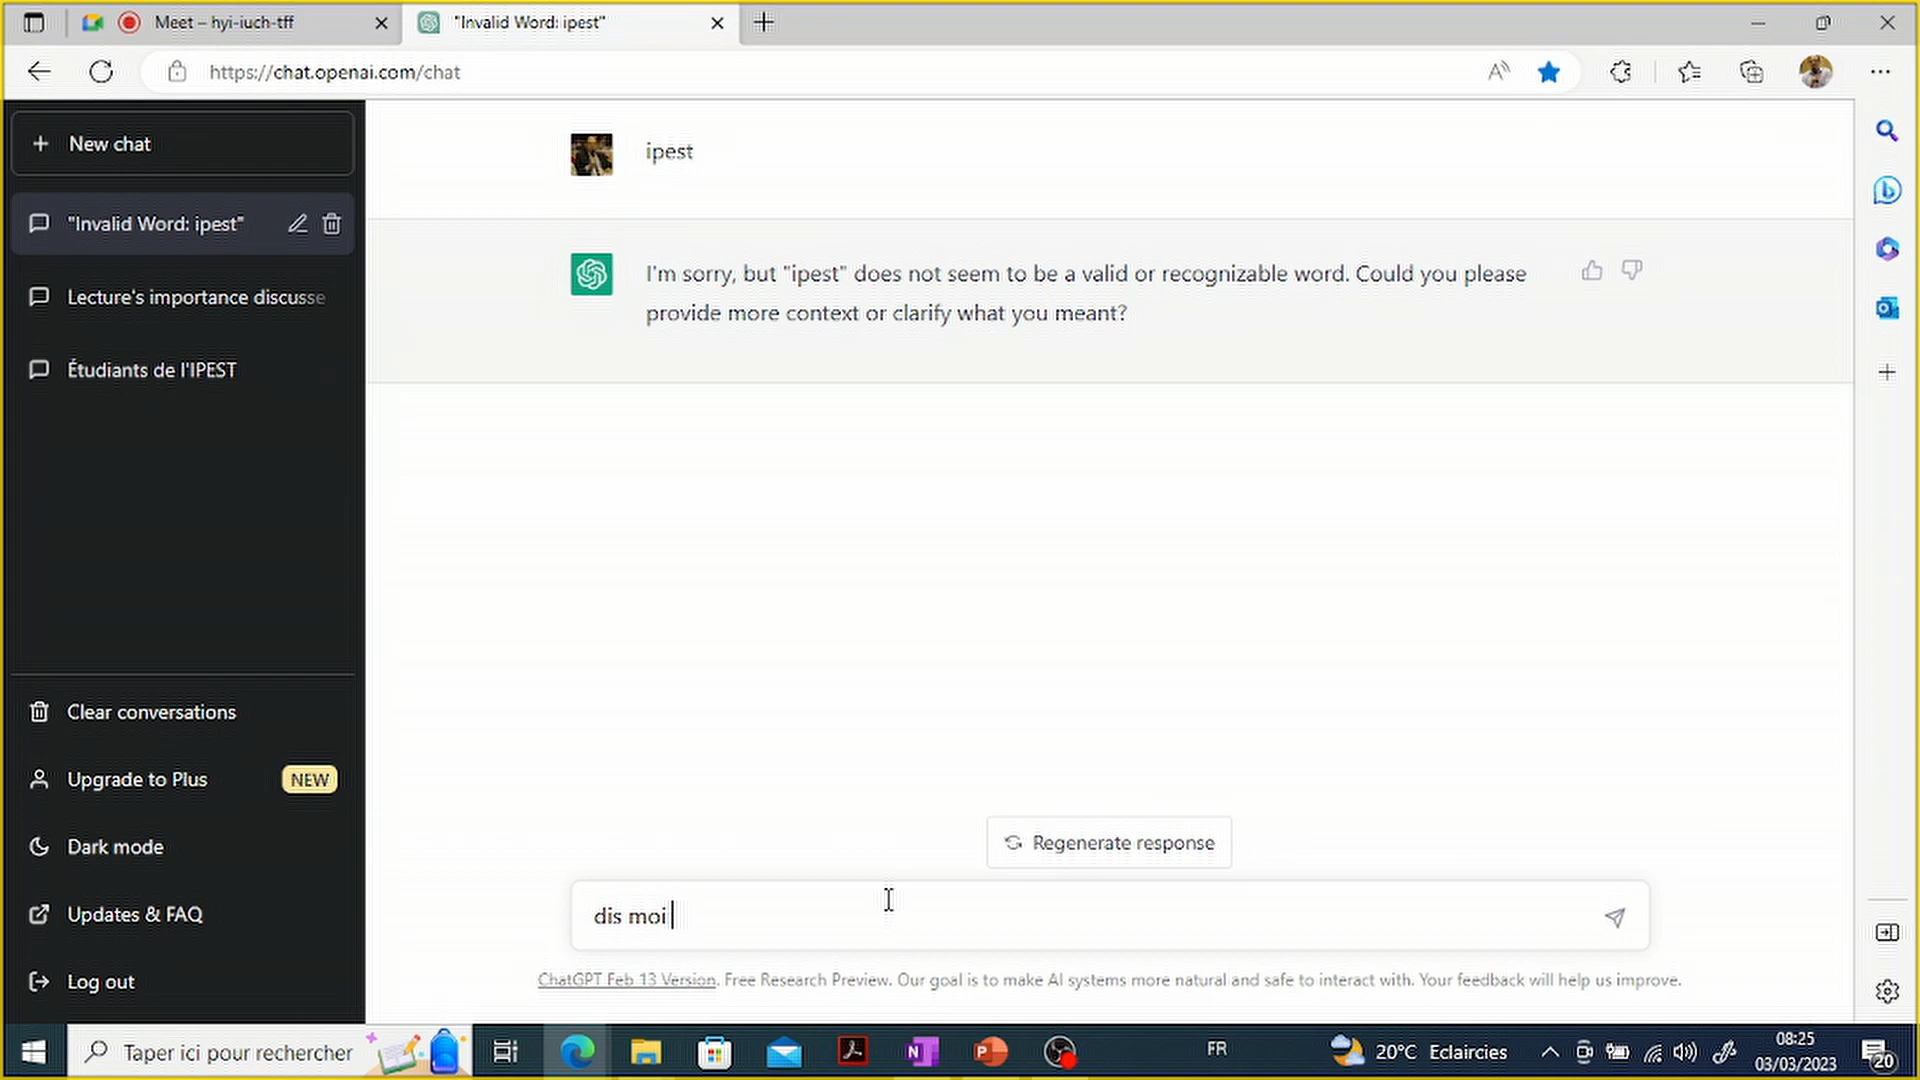 Meet – hyi-iuch-tff
"Invalid Word: ipest"
https://chat.openai.com/chat
New chat
"Invalid Word: ipest"
Lecture's importance discusse
Étudiants de l'IPEST
Clear conversations
Upgrade to Plus NEW
Dark mode
Updates & FAQ
Log out
ipest
I'm sorry, but "ipest" does not seem to be a valid or recognizable word. Could you please
provide more context or clarify what you meant?
Regenerate response
dis moi
ChatGPT Feb 13 Version. Free Research Preview. Our goal is to make AI systems more natural and safe to interact with. Your feedback will help us improve.
Taper ici pour rechercher
FR
20°C Eclaircies
08:25
03/03/2023
20